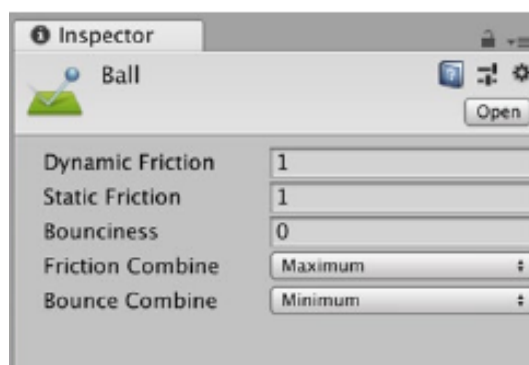 Inspector
Ball
Open
Dynamic Friction 1
Static Friction 1
Bounciness 0
Friction Combine Maximum
Bounce Combine Minimum